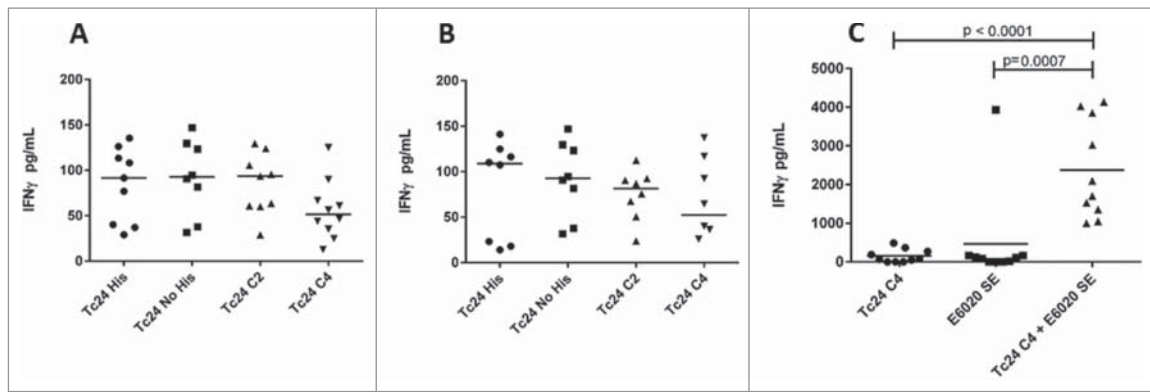 A
IFNγ pg/mL
200
150
100
50
0
Tc24 His
Tc24 No His
Tc24 C2
Tc24 C4
B
IFNγ pg/mL
200
150
100
50
0
Tc24 His
Tc24 No His
Tc24 C2
Tc24 C4
C
p < 0.0001
p=0.0007
IFNγ pg/mL
5000
4000
3000
2000
1000
0
Tc24 C4
E6020 SE
Tc24 C4 + E6020 SE